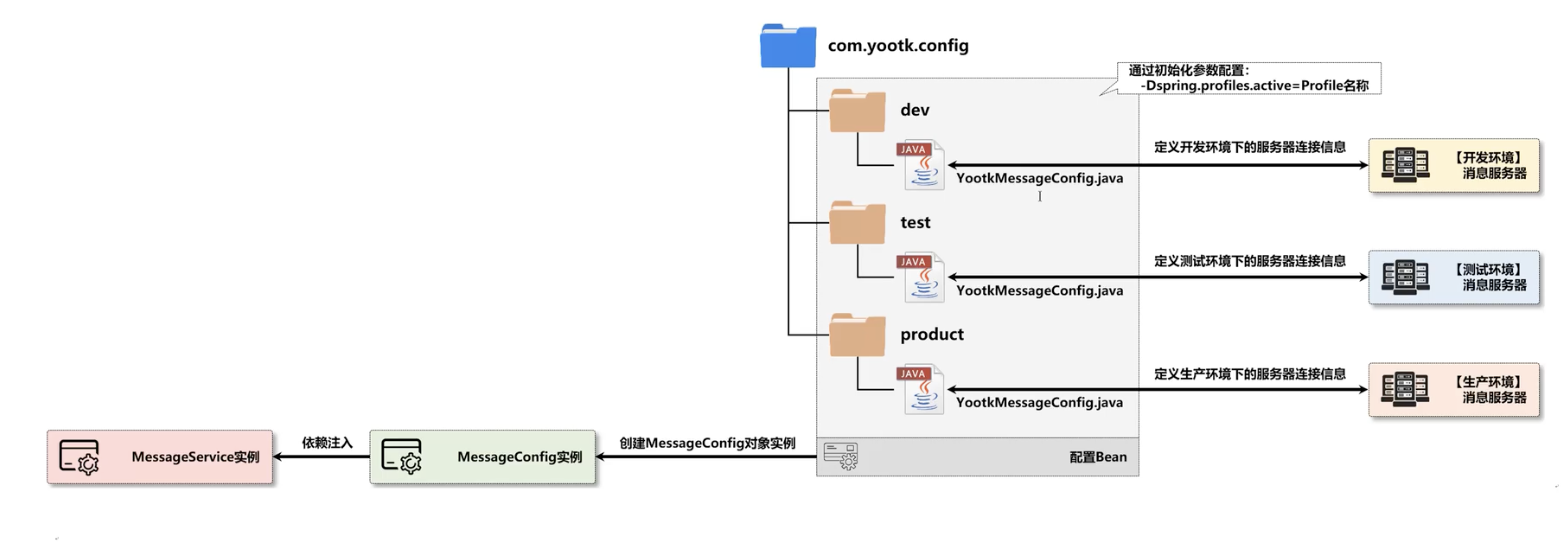 com.yootk.config
通过初始化参数配置：
-Dspring.profiles.active=Profile名称
dev
JAVA
YootkMessageConfig.java
定义开发环境下的服务器连接信息
【开发环境】
消息服务器
test
JAVA
YootkMessageConfig.java
定义测试环境下的服务器连接信息
【测试环境】
消息服务器
product
JAVA
YootkMessageConfig.java
定义生产环境下的服务器连接信息
【生产环境】
消息服务器
MessageService实例
依赖注入
MessageConfig实例
创建MessageConfig对象实例
配置Bean